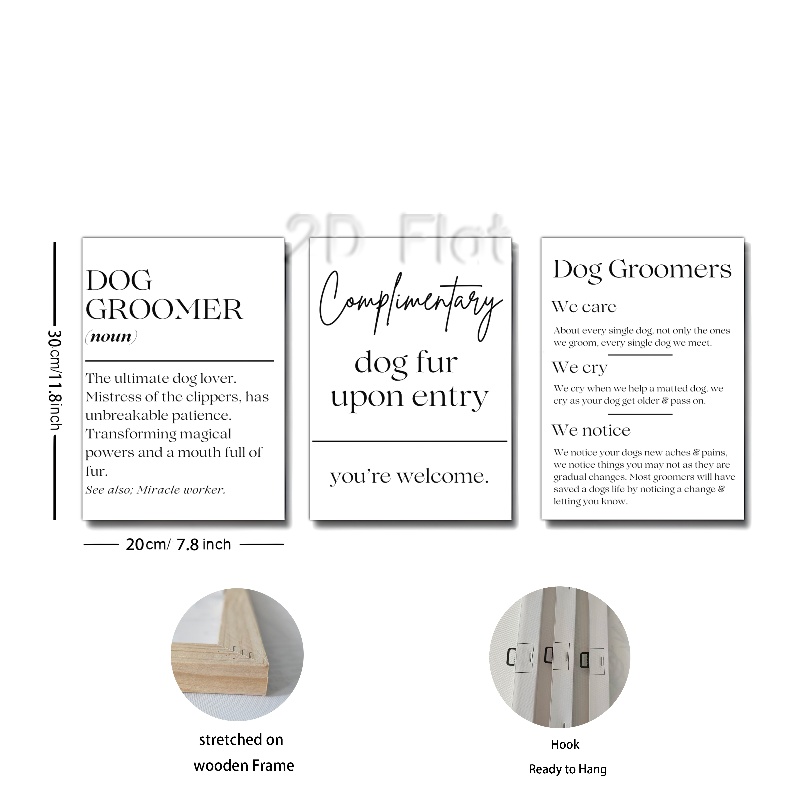 2D Flat
30cm/11.8inch
DOG
GROOMER
(noun)
The ultimate dog lover.
Mistress of the clippers, has
unbreakable patience.
Transforming magical
powers and a mouth full of
fur.
See also; Miracle worker.
20cm/ 7.8 inch
Complimentary
dog fur
upon entry
you're welcome.
Dog Groomers
We care
About every single dog, not only the ones
we groom, every single dog we meet.
We cry
We cry when we help a matted dog, we
cry as your dog get older & pass on.
We notice
We notice your dogs new aches & pains,
we notice things you may not as they are
gradual changes. Most groomers will have
saved a dogs life by noticing a change &
letting you know.
stretched on
wooden Frame
Hook
Ready to Hang